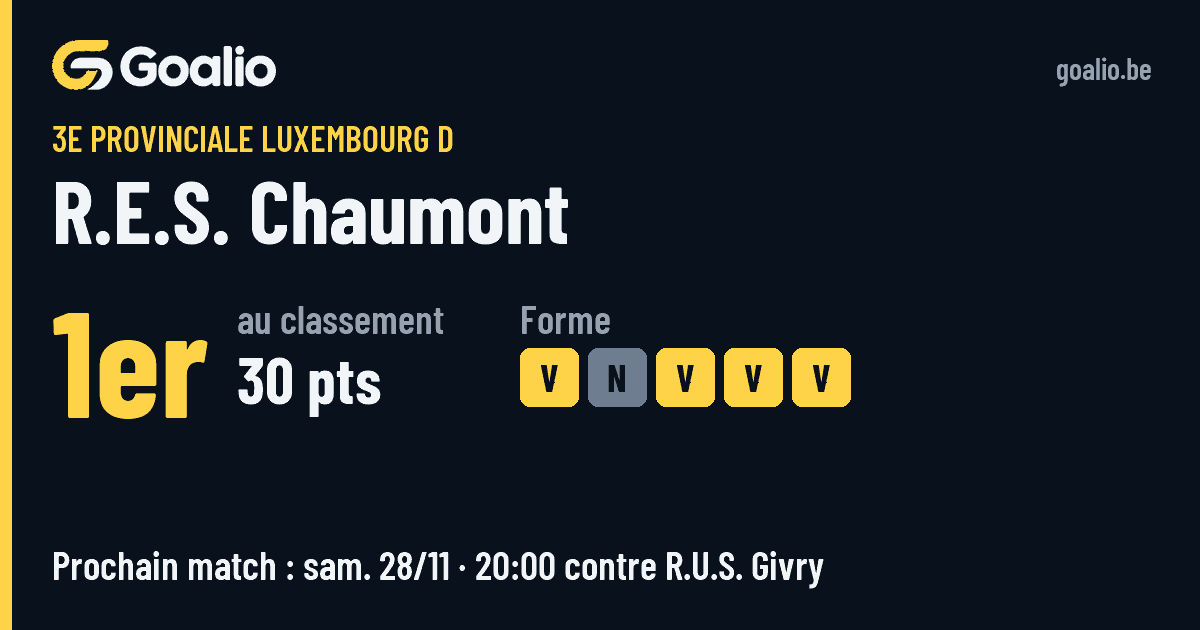 Goalio
goalio.be
3E PROVINCIALE LUXEMBOURG D
R.E.S. Chaumont
1er
au classement
30 pts
Forme
V N V V V
Prochain match : sam. 28/11 · 20:00 contre R.U.S. Givry